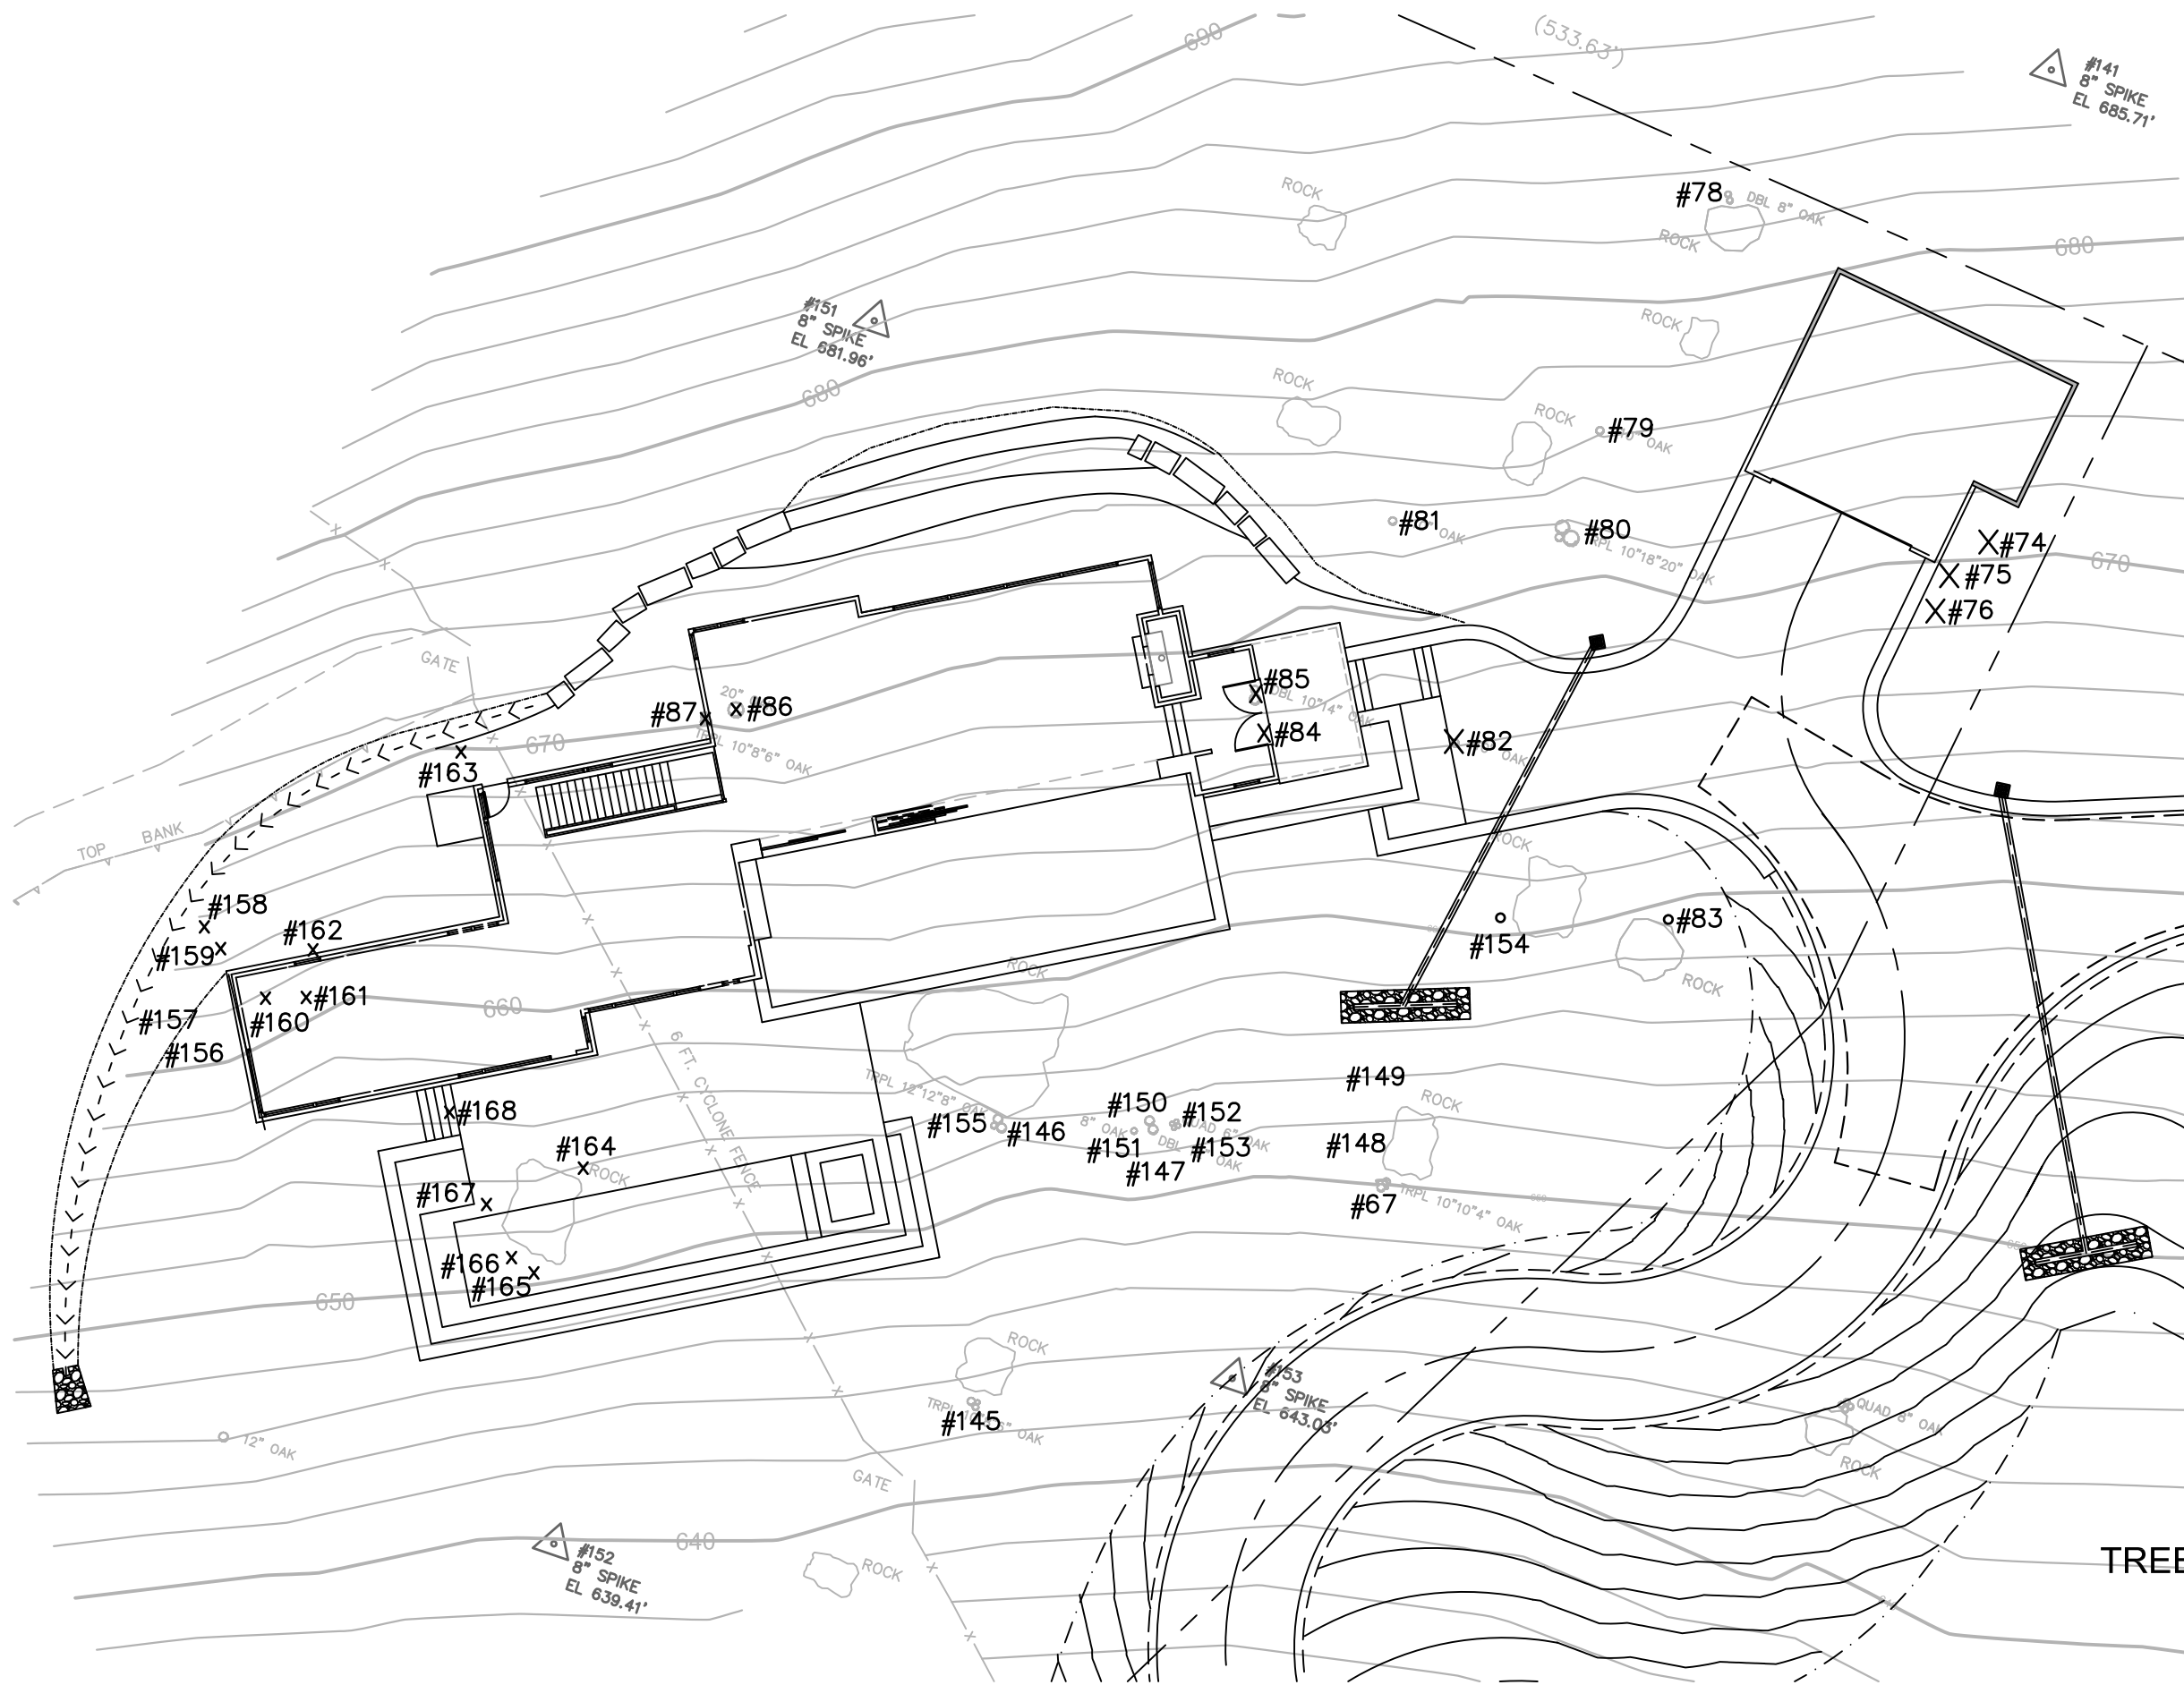 690
(533.63')
#141
8" SPIKE
EL 685.71'
ROCK
#78
DBL 8" OAK
ROCK
680
#151
8" SPIKE
EL 681.96'
ROCK
680
ROCK
ROCK
#79
OAK
#81
OAK
#80
TRPL 10"18"20" OAK
#74
#75
#76
670
GATE
20"
#87
#86
TRPL 10"8"6" OAK
#85
DBL 10"14" OAK
#84
#82
OAK
670
#163
TOP BANK
ROCK
#158
#162
#159
#154
#83
ROCK
ROCK
#161
#160
660
#157
#156
6 FT. CYCLONE FENCE
TRPL 12"12"8" OAK
#149
ROCK
#168
#155
#146
#150
#152
8" OAK
QUAD 6" OAK
#151
#153
DBL OAK
#147
#148
#164
ROCK
#167
#67
TRPL 10"10"4" OAK
#166
#165
650
ROCK
TRPL
6" OAK
#145
#153
8" SPIKE
EL 643.03'
QUAD 8" OAK
ROCK
12" OAK
GATE
640
#152
8" SPIKE
EL 639.41'
ROCK
TREE